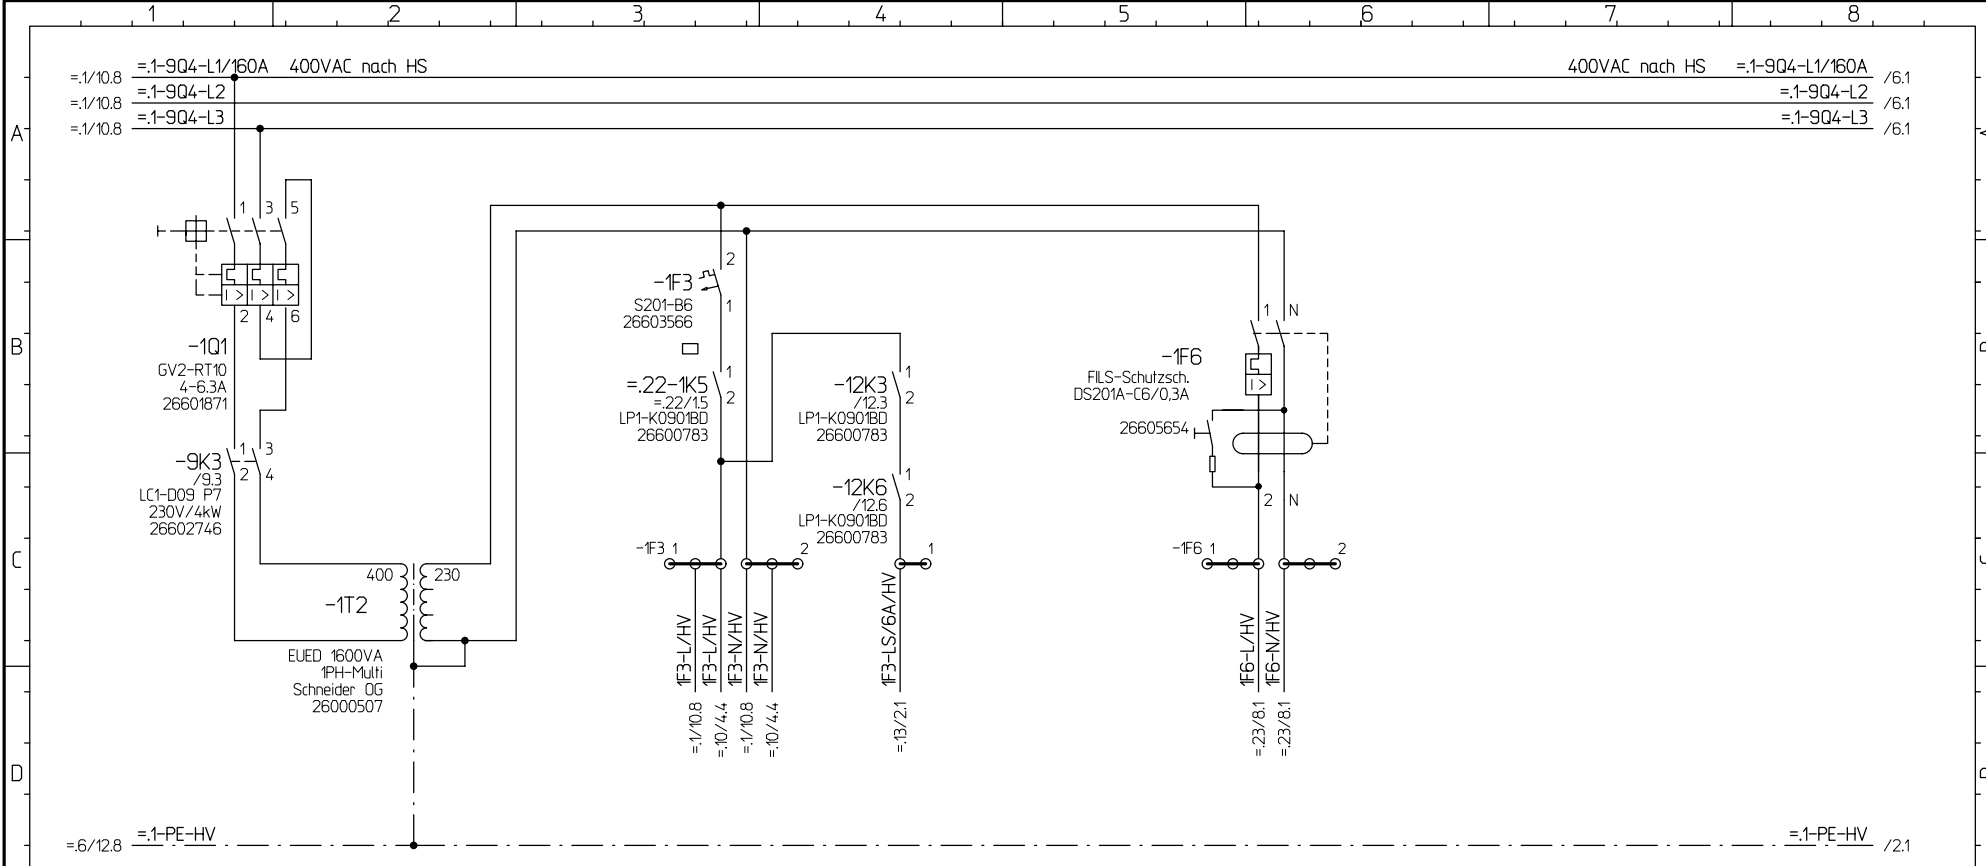 1 2 3 4 5 6 7 8
=.1/10.8 =.1-9Q4-L1/160A 400VAC nach HS 400VAC nach HS =.1-9Q4-L1/160A /6.1
=.1/10.8 =.1-9Q4-L2 =.1-9Q4-L2 /6.1
=.1/10.8 =.1-9Q4-L3 =.1-9Q4-L3 /6.1
A
1 3 5
I> I> I>
2 4 6
-1Q1
GV2-RT10
4-6.3A
26601871
B
1 3
-9K3
2 4
/9.3
LC1-D09 P7
230V/4kW
26602746
C
400 230
-1T2
EUED 1600VA
1PH-Multi
Schneider OG
26000507
2
-1F3
1
S201-B6
26603566
1
=.22-1K5
2
=.22/1.5
LP1-K0901BD
26600783
1
-12K3
2
/12.3
LP1-K0901BD
26600783
1
-12K6
2
/12.6
LP1-K0901BD
26600783
-1F3 1 2 1
1F3-L/HV
1F3-L/HV
1F3-N/HV
1F3-N/HV
1F3-LS/6A/HV
=.1/10.8
=.10/4.4
=.1/10.8
=.10/4.4
=.13/2.1
1 N
-1F6
FILS-Schutzsch.
DS201A-C6/0,3A
I>
26605654
2 N
-1F6 1 2
1F6-L/HV
1F6-N/HV
=.23/8.1
=.23/8.1
D
=.6/12.8 =.1-PE-HV =.1-PE-HV /2.1